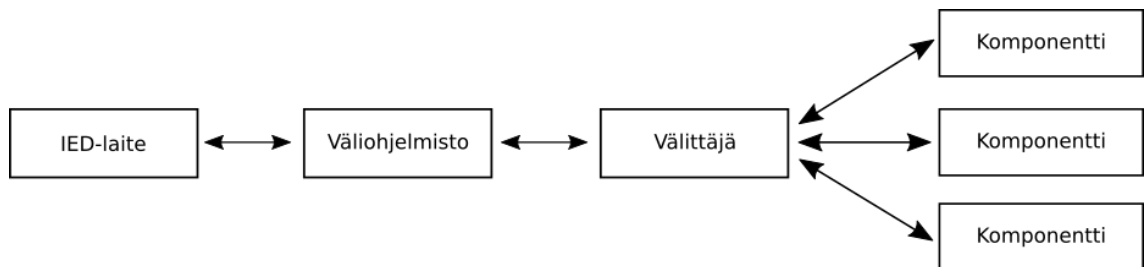 IED-laite
Väliohjelmisto
Välittäjä
Komponentti
Komponentti
Komponentti